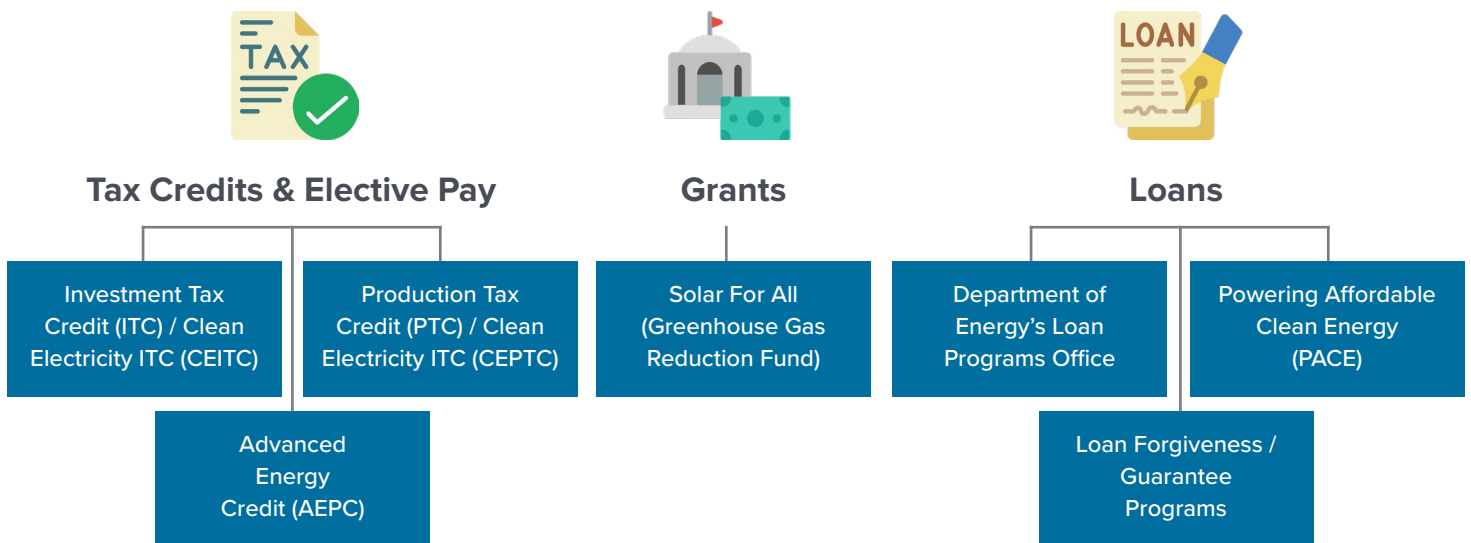 TAX
LOAN
Tax Credits & Elective Pay
Grants
Loans
Investment Tax
Credit (ITC) / Clean
Electricity ITC (CEITC)
Production Tax
Credit (PTC) / Clean
Electricity ITC (CEPTC)
Advanced
Energy
Credit (AEPC)
Solar For All
(Greenhouse Gas
Reduction Fund)
Department of
Energy’s Loan
Programs Office
Powering Affordable
Clean Energy
(PACE)
Loan Forgiveness /
Guarantee
Programs